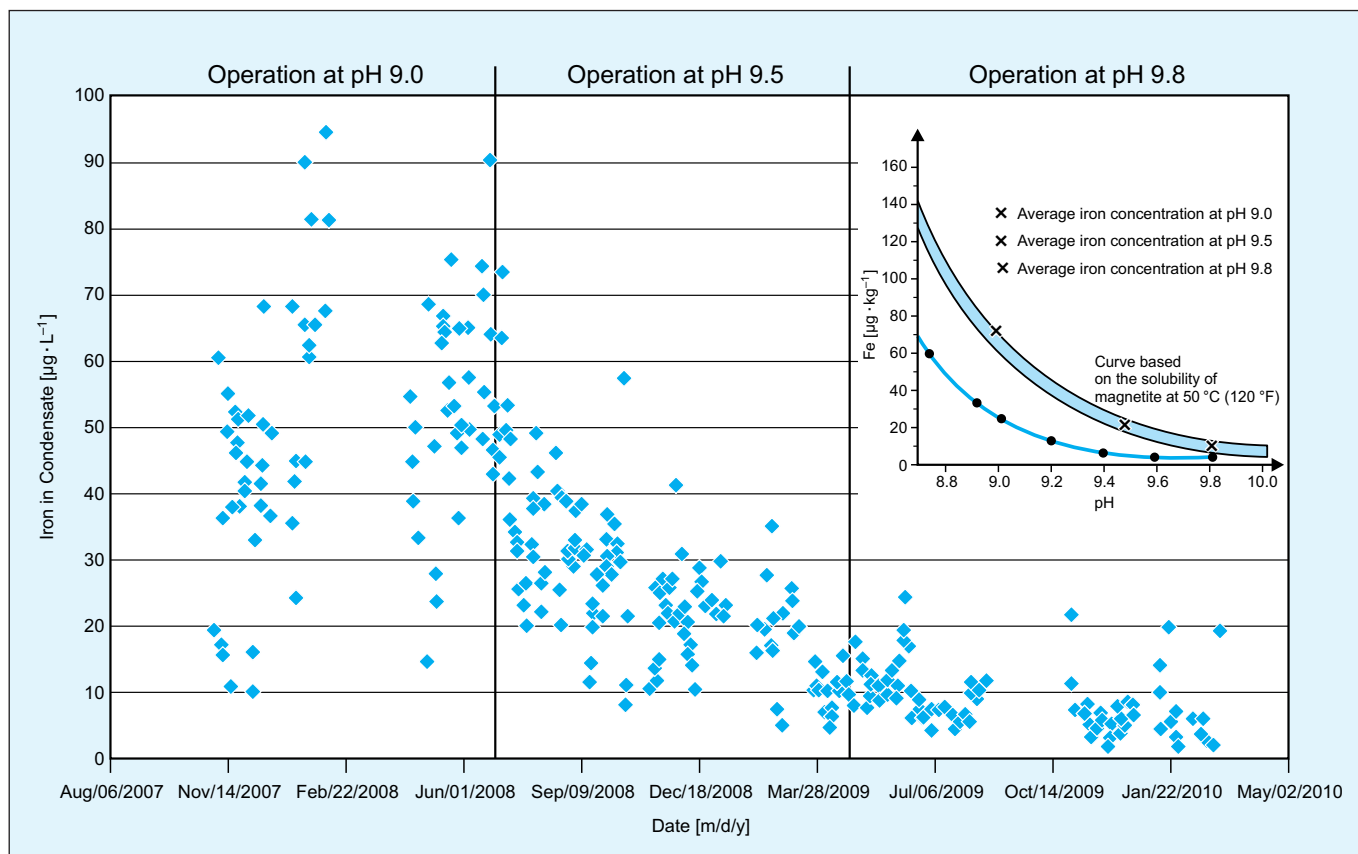 Operation at pH 9.0
Operation at pH 9.5
Operation at pH 9.8
Iron in Condensate [µg · L⁻¹]
100
90
80
70
60
50
40
30
20
10
0
Aug/06/2007
Nov/14/2007
Feb/22/2008
Jun/01/2008
Sep/09/2008
Dec/18/2008
Mar/28/2009
Jul/06/2009
Oct/14/2009
Jan/22/2010
May/02/2010
Date [m/d/y]
Fe [µg · kg⁻¹]
160
140
120
100
80
60
40
20
0
Average iron concentration at pH 9.0
Average iron concentration at pH 9.5
Average iron concentration at pH 9.8
Curve based
on the solubility of
magnetite at 50 °C (120 °F)
8.8
9.0
9.2
9.4
9.6
9.8
10.0
pH